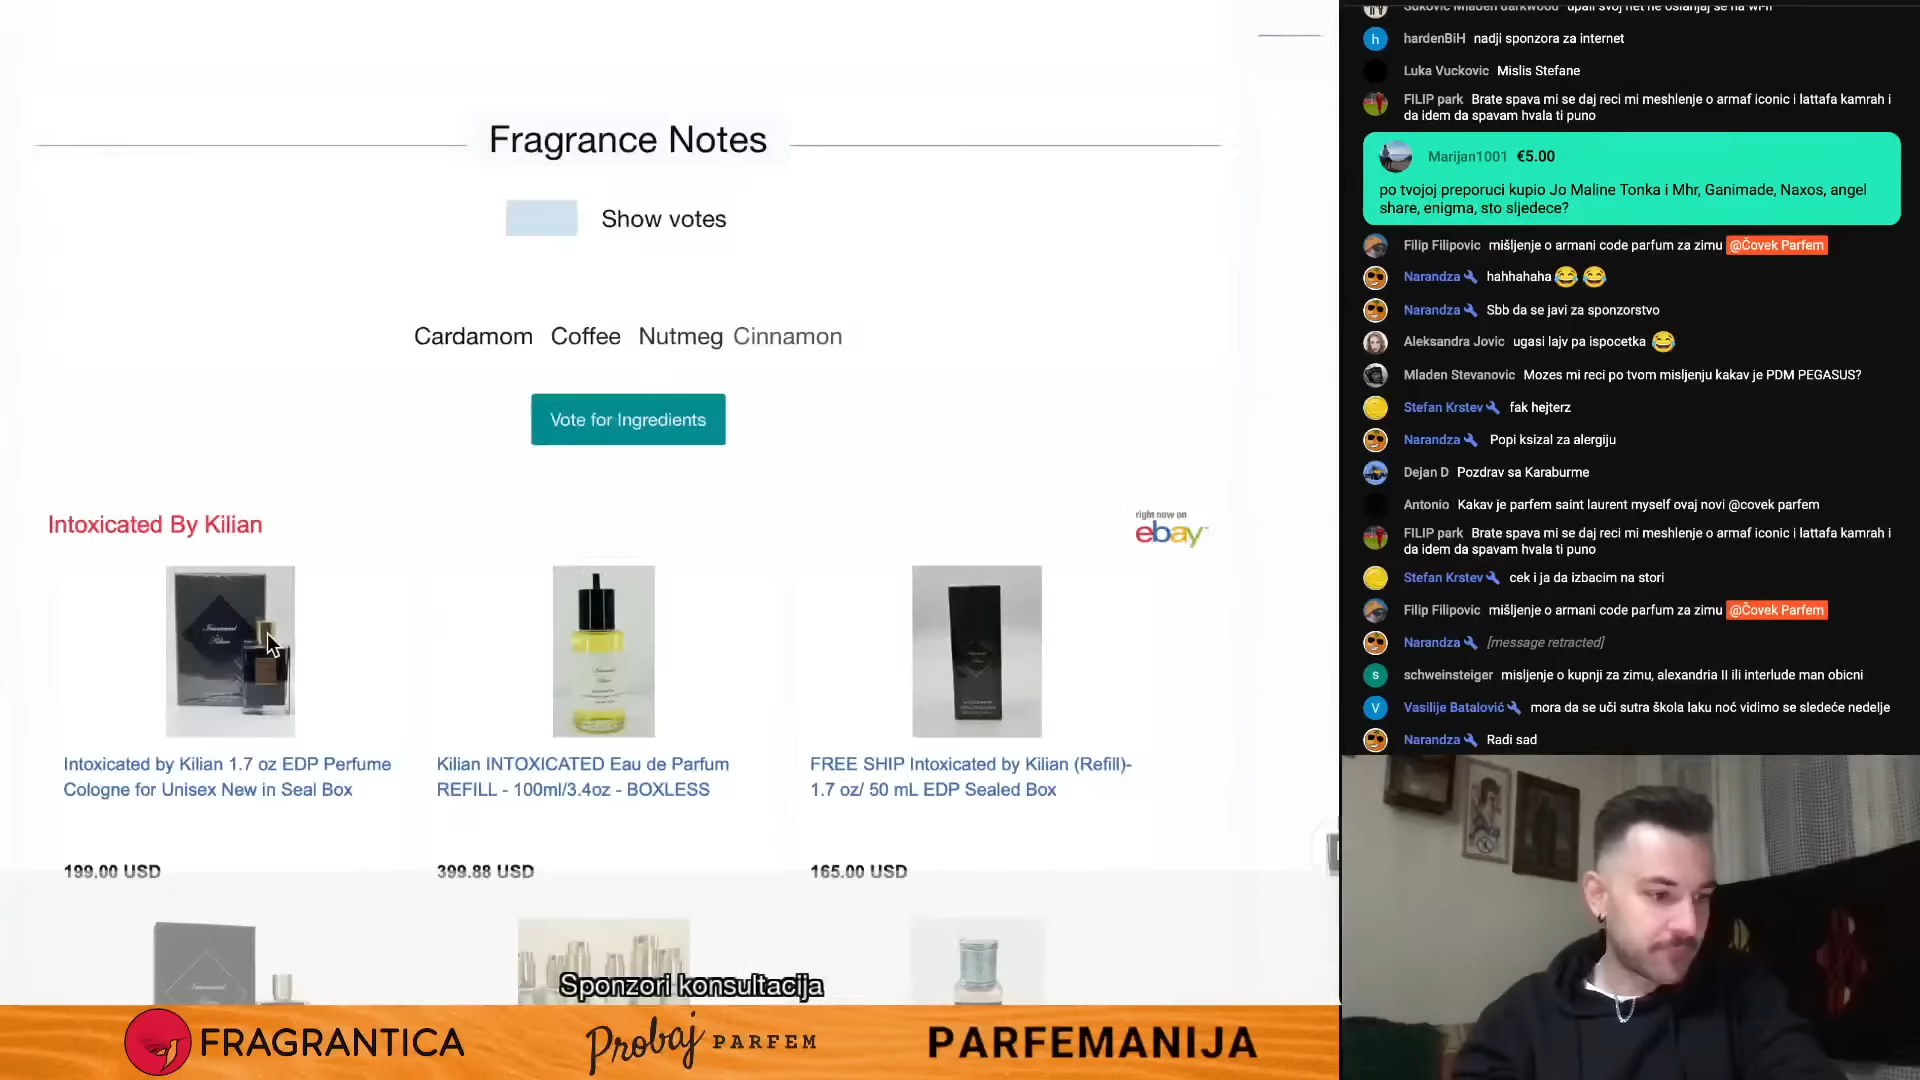 Fragrance Notes
Show votes
Cardamom Coffee Nutmeg Cinnamon
Vote for Ingredients
Intoxicated By Kilian
right now on
ebay
Intoxicated by Kilian 1.7 oz EDP Perfume
Cologne for Unisex New in Seal Box
199.00 USD
Kilian INTOXICATED Eau de Parfum
REFILL - 100ml/3.4oz - BOXLESS
399.88 USD
FREE SHIP Intoxicated by Kilian (Refill)-
1.7 oz/ 50 mL EDP Sealed Box
165.00 USD
Sponzori konsultacija
FRAGRANTICA
Probaj PARFEM
PARFEMANIJA
Sukovic Mladen darkwood upali svoj net ne oslanjaj se na wi-fi
h
hardenBiH nadji sponzora za internet
Luka Vuckovic Mislis Stefane
FILIP park Brate spava mi se daj reci mi meshlenje o armaf iconic i lattafa kamrah i
da idem da spavam hvala ti puno
Marijan1001 €5.00
po tvojoj preporuci kupio Jo Maline Tonka i Mhr, Ganimade, Naxos, angel
share, enigma, sto sljedece?
Filip Filipovic mišljenje o armani code parfum za zimu @Čovek Parfem
Narandza hahhahaha
Narandza Sbb da se javi za sponzorstvo
Aleksandra Jovic ugasi lajv pa ispocetka
Mladen Stevanovic Mozes mi reci po tvom misljenju kakav je PDM PEGASUS?
Stefan Krstev fak hejterz
Narandza Popi ksizal za alergiju
Dejan D Pozdrav sa Karaburme
Antonio Kakav je parfem saint laurent myself ovaj novi @covek parfem
FILIP park Brate spava mi se daj reci mi meshlenje o armaf iconic i lattafa kamrah i
da idem da spavam hvala ti puno
Stefan Krstev cek i ja da izbacim na stori
Filip Filipovic mišljenje o armani code parfum za zimu @Čovek Parfem
Narandza [message retracted]
s
schweinsteiger misljenje o kupnji za zimu, alexandria II ili interlude man obicni
V
Vasilije Batalović mora da se uči sutra škola laku noć vidimo se sledeće nedelje
Narandza Radi sad